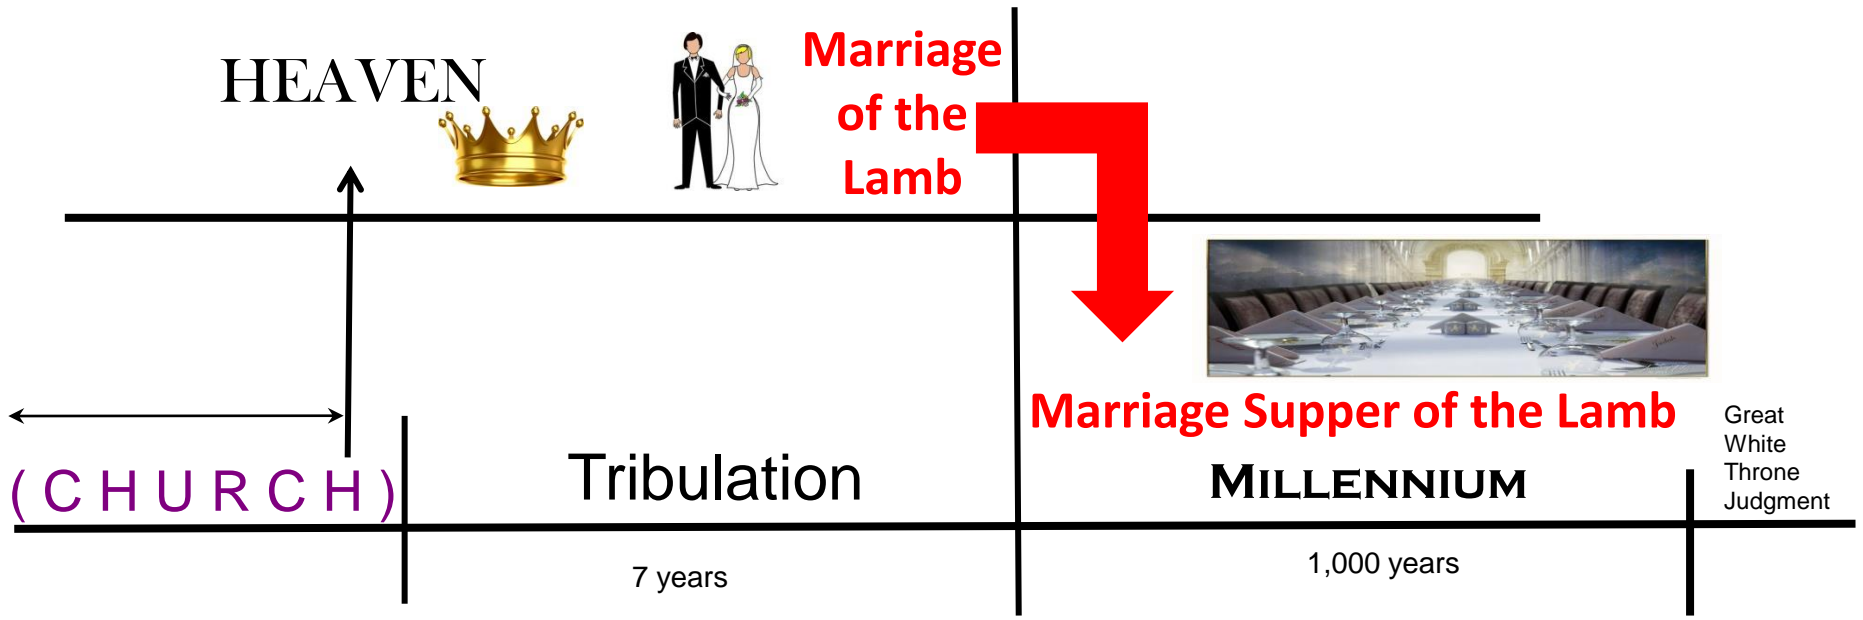 HEAVEN
Marriage
of the
Lamb
Marriage Supper of the Lamb
Great
White
Throne
Judgment
( C H U R C H )
Tribulation
MILLENNIUM
7 years
1,000 years